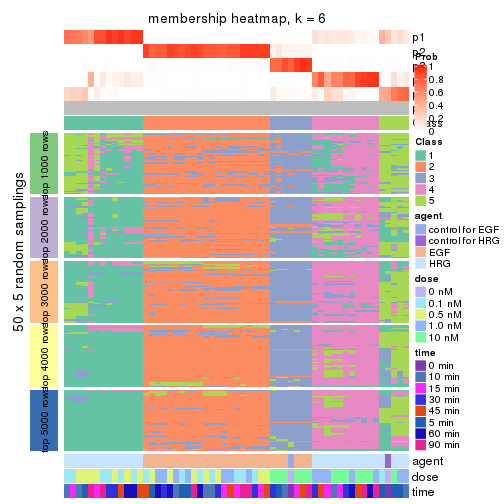 membership heatmap, k = 6
p1
p2
Prob
1
0.8
0.6
0.4
0.2
0
Class
1
2
3
4
5
agent
control for EGF
control for HRG
EGF
HRG
dose
0 nM
0.1 nM
0.5 nM
1.0 nM
10 nM
time
0 min
10 min
15 min
30 min
45 min
5 min
60 min
90 min
50 x 5 random samplings
top 1000 rows
top 2000 rows
top 3000 rows
top 4000 rows
top 5000 rows
agent
dose
time